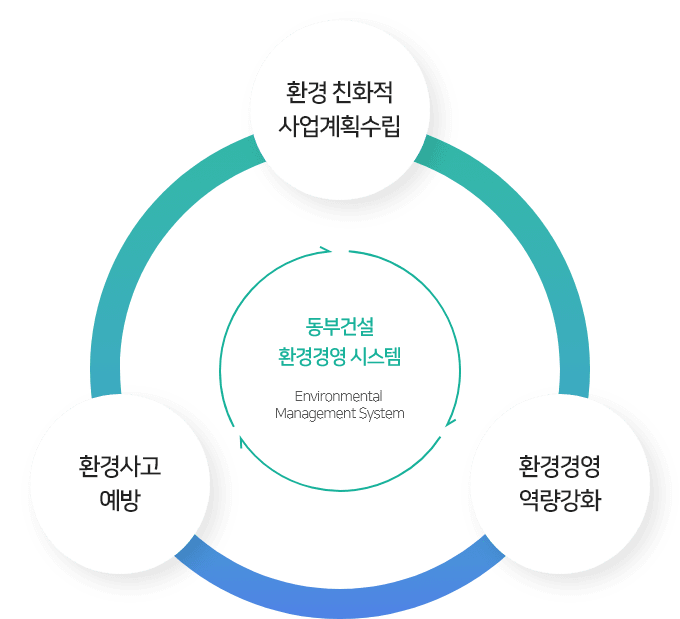 환경 친화적
사업계획수립
동부건설
환경경영 시스템
Environmental
Management System
환경사고
예방
환경경영
역량강화